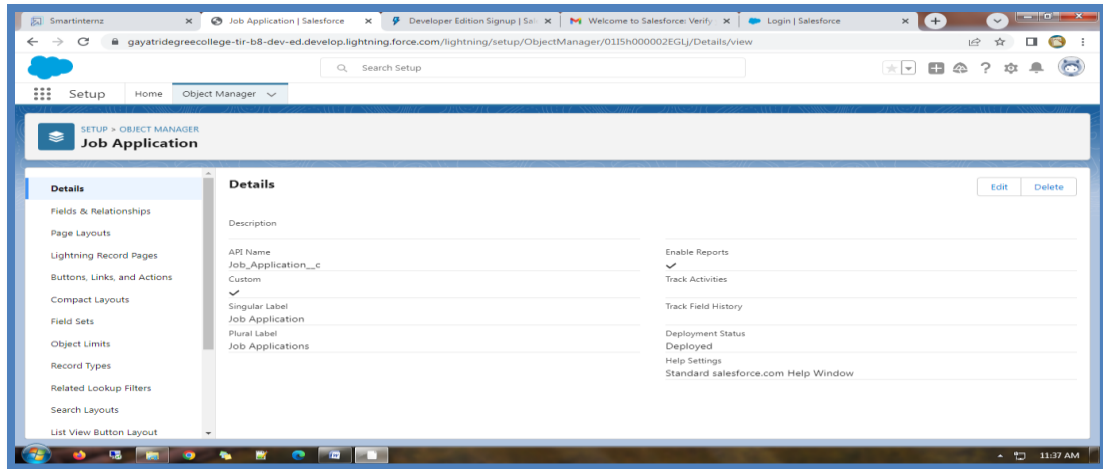 Smartinternz
Job Application | Salesforce
Developer Edition Signup | Sal
Welcome to Salesforce: Verify
Login | Salesforce
gayatridegreecollege-tir-b8-dev-ed.develop.lightning.force.com/lightning/setup/ObjectManager/01I5h000002EGLj/Details/view
Search Setup
Setup Home Object Manager
SETUP > OBJECT MANAGER
Job Application
Details
Fields & Relationships
Page Layouts
Lightning Record Pages
Buttons, Links, and Actions
Compact Layouts
Field Sets
Object Limits
Record Types
Related Lookup Filters
Search Layouts
List View Button Layout
Details
Edit Delete
Description
API Name
Job_Application__c
Custom
Singular Label
Job Application
Plural Label
Job Applications
Enable Reports
Track Activities
Track Field History
Deployment Status
Deployed
Help Settings
Standard salesforce.com Help Window
11:37 AM